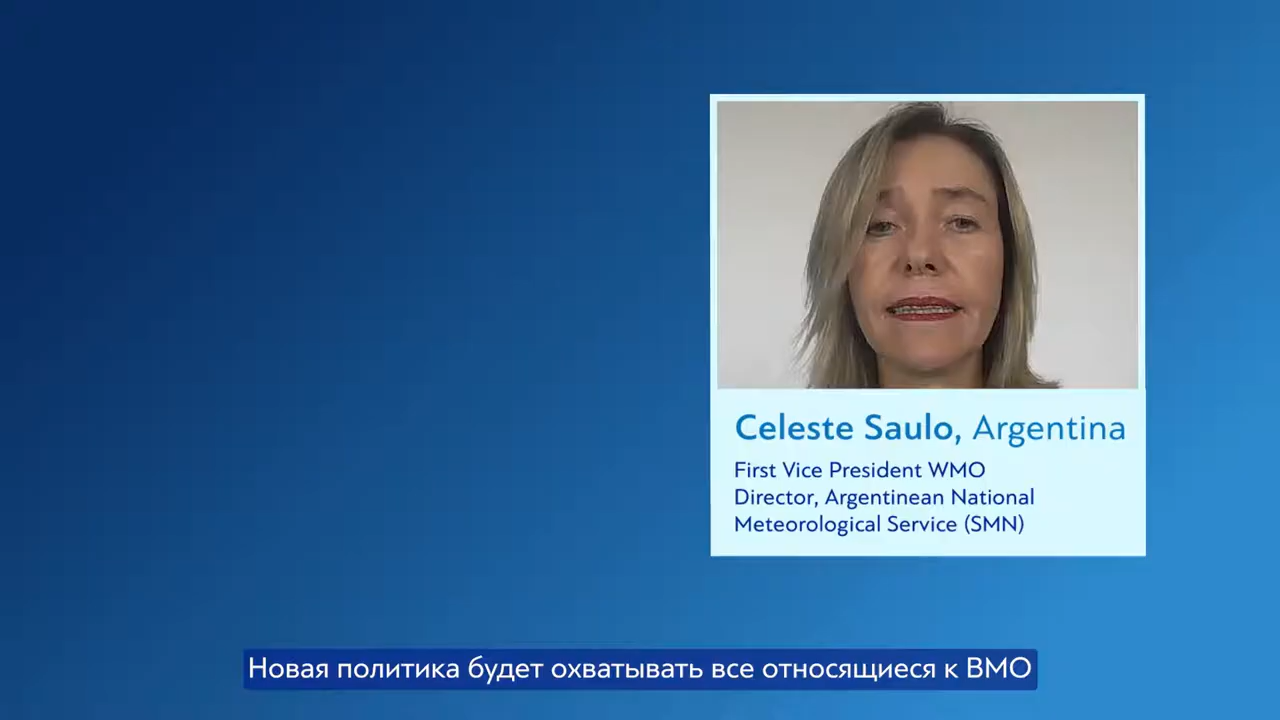 Celeste Saulo, Argentina
First Vice President WMO
Director, Argentinean National
Meteorological Service (SMN)
Новая политика будет охватывать все относящиеся к ВМО